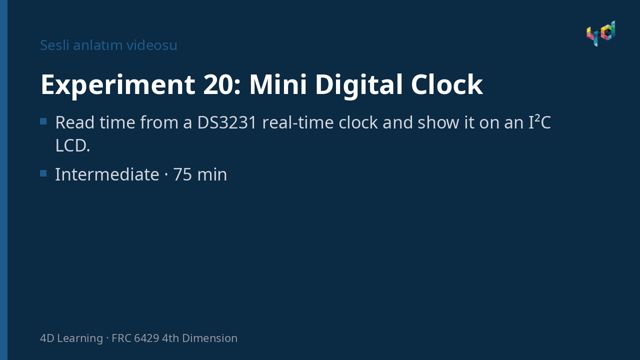 Sesli anlatım videosu
Experiment 20: Mini Digital Clock
Read time from a DS3231 real-time clock and show it on an I²C
LCD.
Intermediate · 75 min
4D Learning · FRC 6429 4th Dimension
4d